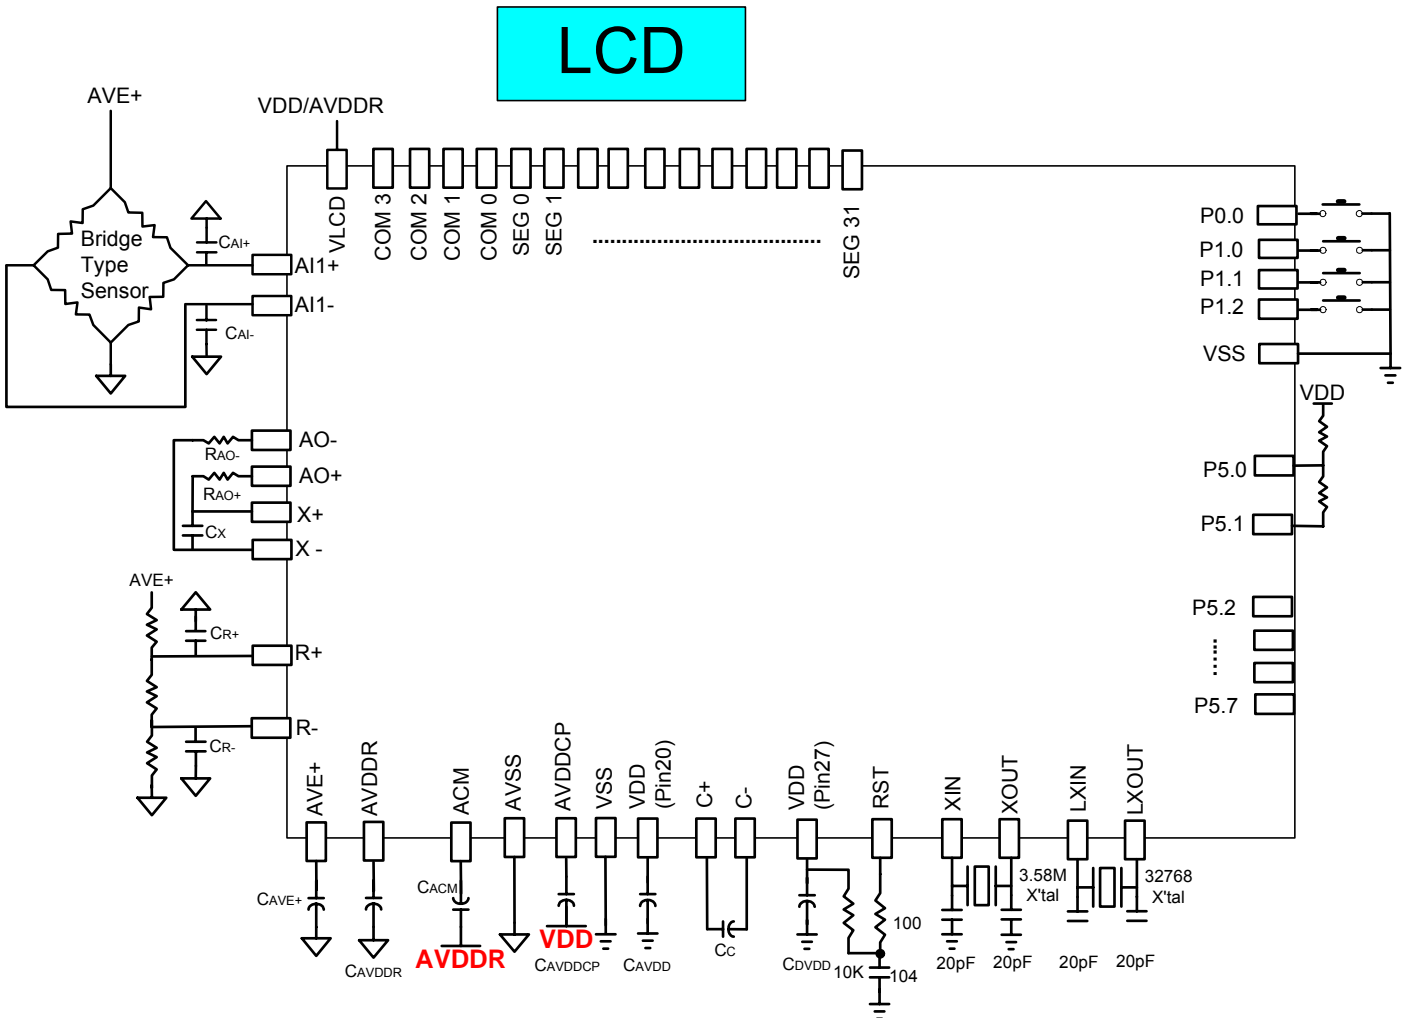 LCD
AVE+
VDD/AVDDR
VLCD
COM 3
COM 2
COM 1
COM 0
SEG 0
SEG 1
SEG 31
Bridge
Type
Sensor
CAI+
AI1+
AI1-
CAI-
P0.0
P1.0
P1.1
P1.2
VSS
VDD
P5.0
P5.1
P5.2
P5.7
AO-
RAO-
AO+
RAO+
X+
CX
X -
AVE+
CR+
R+
R-
CR-
AVE+
AVDDR
ACM
AVSS
AVDDCP
VSS
VDD
(Pin20)
C+
C-
VDD
(Pin27)
RST
XIN
XOUT
LXIN
LXOUT
CAVE+
CAVDDR
CACM
AVDDR
VDD
CAVDDCP
CAVDD
CC
CDVDD
10K
100
104
3.58M
X'tal
32768
X'tal
20pF
20pF
20pF
20pF